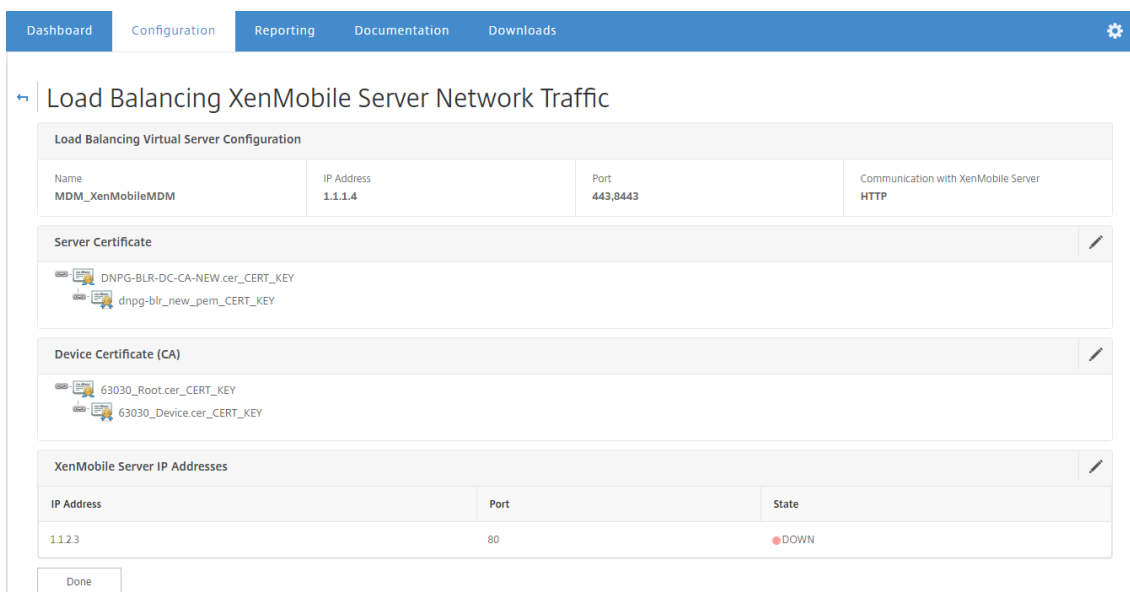 Dashboard Configuration Reporting Documentation Downloads
Load Balancing XenMobile Server Network Traffic
Load Balancing Virtual Server Configuration
Name IP Address Port Communication with XenMobile Server
MDM_XenMobileMDM 1.1.1.4 443,8443 HTTP
Server Certificate
DNPG-BLR-DC-CA-NEW.cer_CERT_KEY
dnpg-blr_new_pem_CERT_KEY
Device Certificate (CA)
63030_Root.cer_CERT_KEY
63030_Device.cer_CERT_KEY
XenMobile Server IP Addresses
IP Address Port State
1.1.2.3 80 DOWN
Done